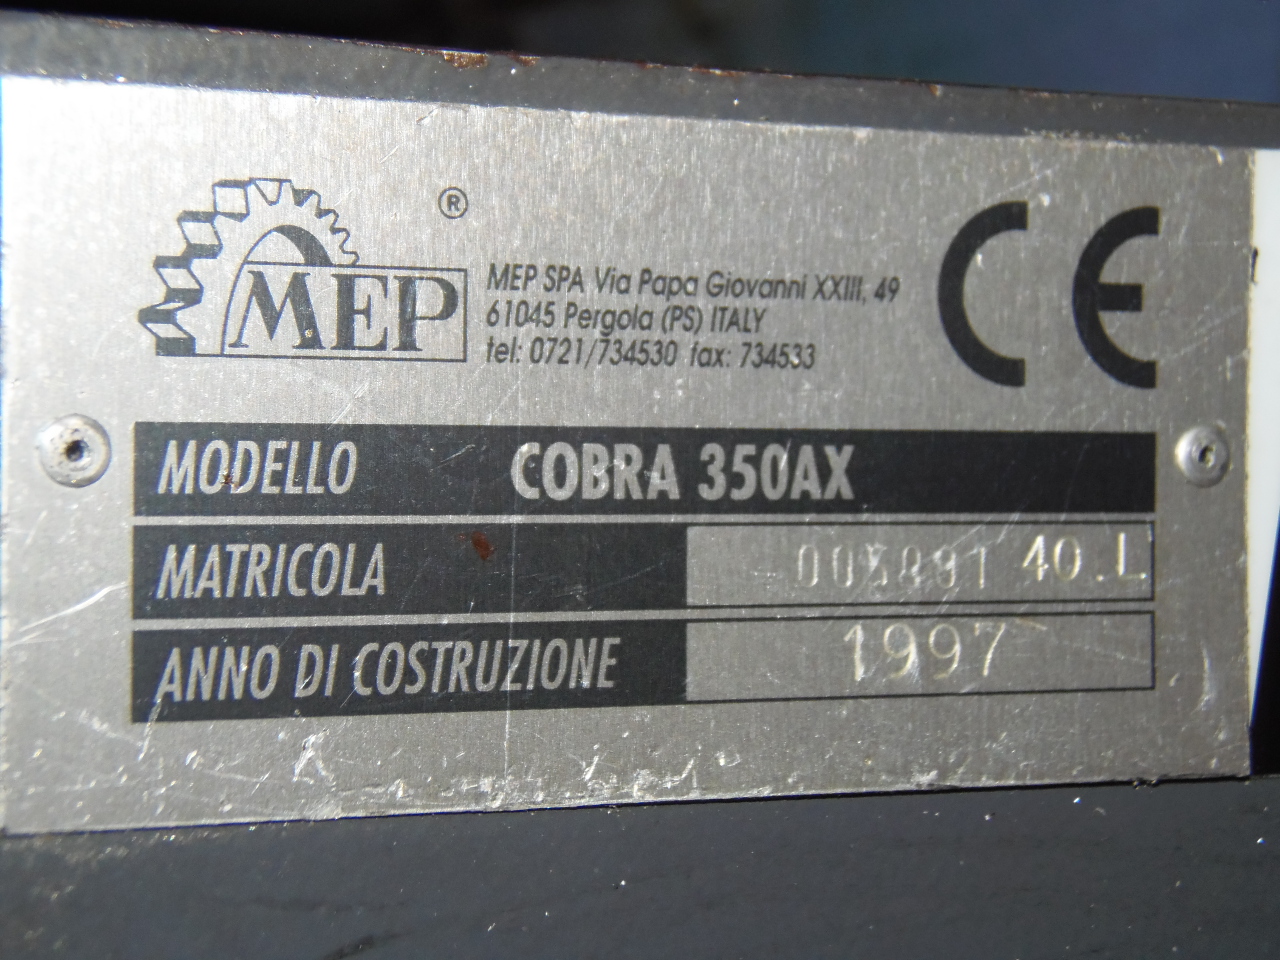 MEP ®
MEP SPA Via Papa Giovanni XXIII, 49
61045 Pergola (PS) ITALY
tel: 0721/734530 fax: 734533
CE
MODELLO COBRA 350AX
MATRICOLA 40.L
ANNO DI COSTRUZIONE 1997